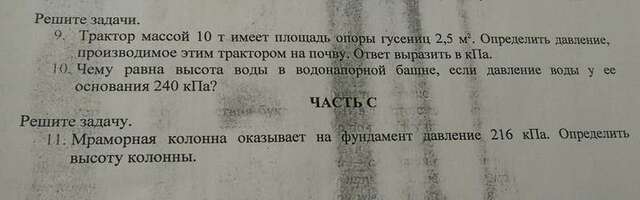 Решите задачи.
9. Трактор массой 10 т имеет площадь опоры гусениц 2,5 м². Определить давление,
производимое этим трактором на почву. Ответ выразить в кПа.
10. Чему равна высота воды в водонапорной башне, если давление воды у ее
основания 240 кПа?
ЧАСТЬ С
Решите задачу.
11. Мраморная колонна оказывает на фундамент давление 216 кПа. Определить
высоту колонны.